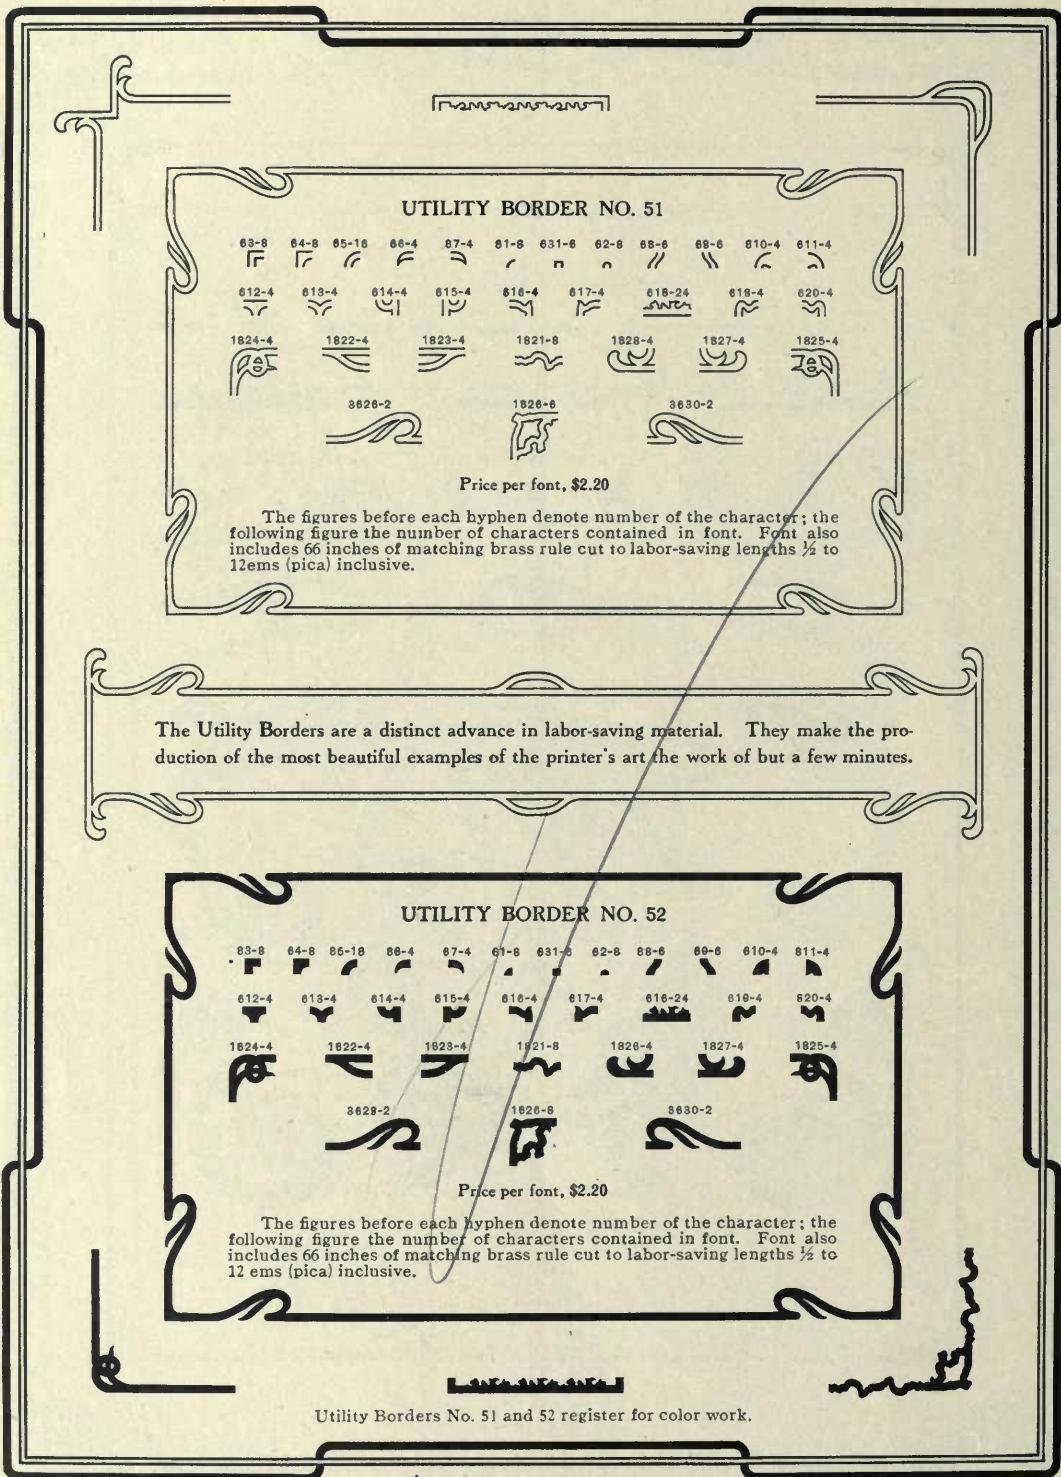 UTILITY BORDER NO. 51
63-8 64-8 65-16 66-4 67-4 61-8 631-6 62-8 68-6 69-6 610-4 611-4
612-4 613-4 614-4 615-4 616-4 617-4 618-24 619-4 620-4
1824-4 1822-4 1823-4 1821-8 1828-4 1827-4 1825-4
3626-2 1826-6 3630-2
Price per font, $2.20
The figures before each hyphen denote number of the character; the
following figure the number of characters contained in font. Font also
includes 66 inches of matching brass rule cut to labor-saving lengths ½ to
12ems (pica) inclusive.
The Utility Borders are a distinct advance in labor-saving material. They make the pro-
duction of the most beautiful examples of the printer's art the work of but a few minutes.
UTILITY BORDER NO. 52
63-8 64-8 65-16 66-4 67-4 61-8 631-6 62-8 68-6 69-6 610-4 611-4
612-4 613-4 614-4 615-4 616-4 617-4 618-24 619-4 620-4
1824-4 1822-4 1823-4 1821-8 1826-4 1827-4 1825-4
3629-2 1826-8 3630-2
Price per font, $2.20
The figures before each hyphen denote number of the character; the
following figure the number of characters contained in font. Font also
includes 66 inches of matching brass rule cut to labor-saving lengths ½ to
12 ems (pica) inclusive.
Utility Borders No. 51 and 52 register for color work.